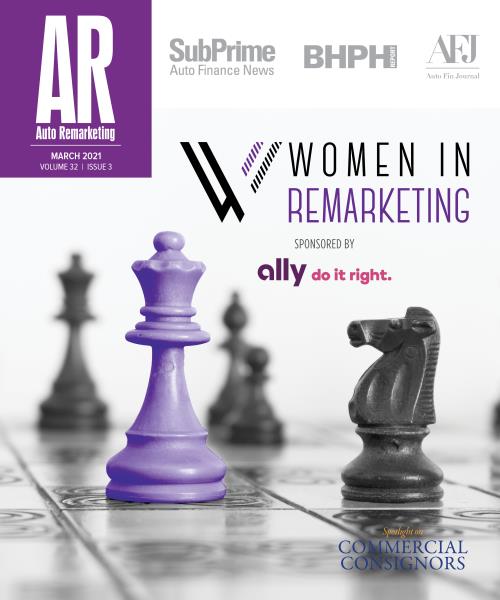 AR
Auto Remarketing
MARCH 2021
VOLUME 32 | ISSUE 3
SubPrime
Auto Finance News
BHPH REPORT
AFJ
Auto Fin Journal
W WOMEN IN
REMARKETING
SPONSORED BY
ally do it right.
Spotlight on
COMMERCIAL
CONSIGNORS